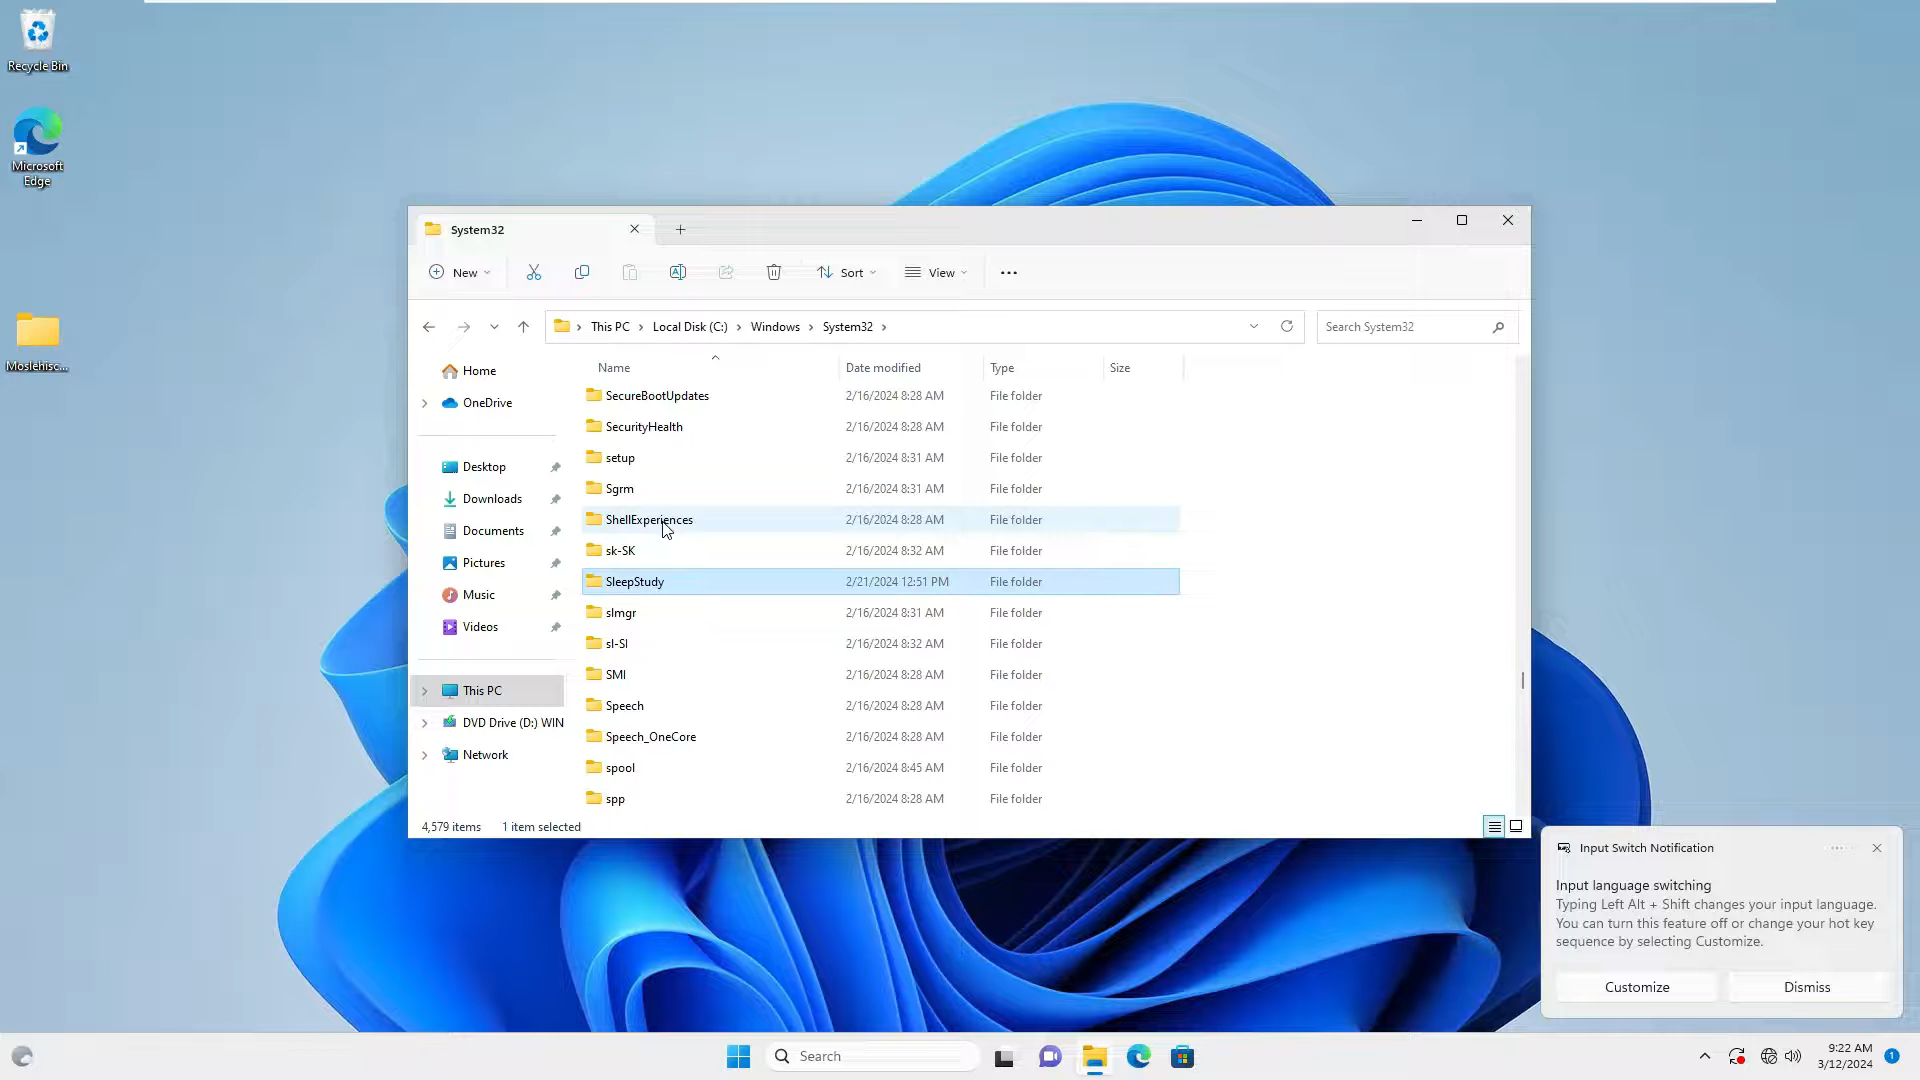 Recycle Bin
Microsoft
Edge
Moslehisc...
System32
New
Sort
View
This PC
Local Disk (C:)
Windows
System32
Search System32
Home
OneDrive
Desktop
Downloads
Documents
Pictures
Music
Videos
This PC
DVD Drive (D:) WIN
Network
Name
Date modified
Type
Size
SecureBootUpdates 2/16/2024 8:28 AM File folder
SecurityHealth 2/16/2024 8:28 AM File folder
setup 2/16/2024 8:31 AM File folder
Sgrm 2/16/2024 8:31 AM File folder
ShellExperiences 2/16/2024 8:28 AM File folder
sk-SK 2/16/2024 8:32 AM File folder
SleepStudy 2/21/2024 12:51 PM File folder
slmgr 2/16/2024 8:31 AM File folder
sl-SI 2/16/2024 8:32 AM File folder
SMI 2/16/2024 8:28 AM File folder
Speech 2/16/2024 8:28 AM File folder
Speech_OneCore 2/16/2024 8:28 AM File folder
spool 2/16/2024 8:45 AM File folder
spp 2/16/2024 8:28 AM File folder
4,579 items
1 item selected
Input Switch Notification
Input language switching
Typing Left Alt + Shift changes your input language.
You can turn this feature off or change your hot key
sequence by selecting Customize.
Customize
Dismiss
Search
9:22 AM
3/12/2024
1